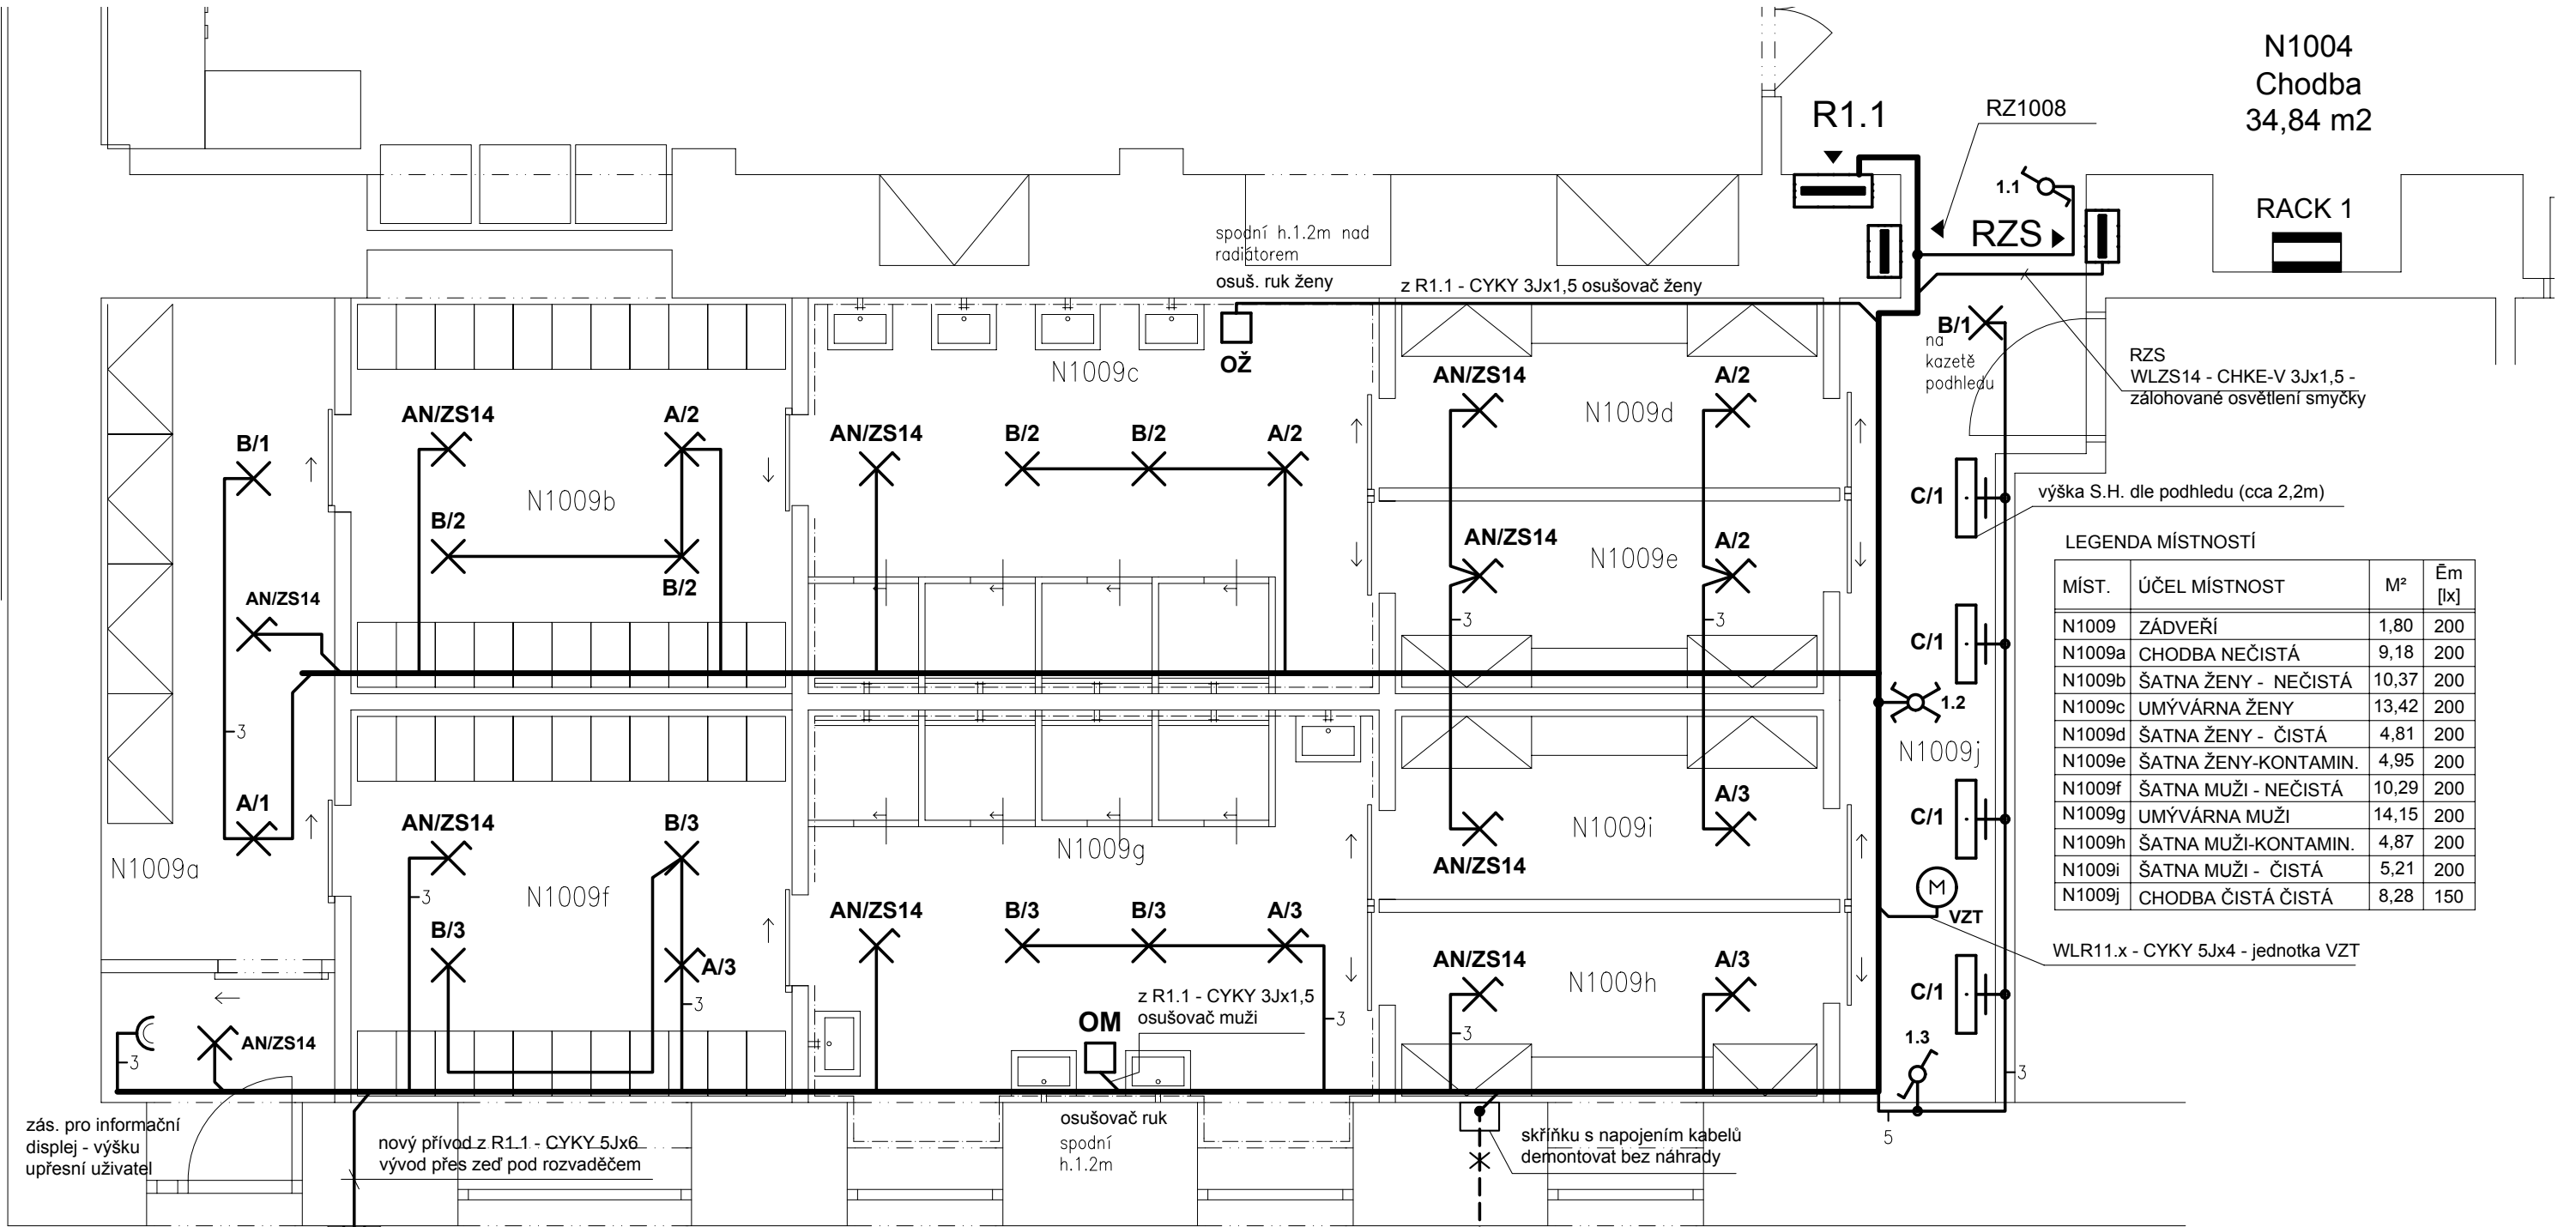 N1004
Chodba
34,84 m2
R1.1
RZ1008
1.1
RZS
RACK 1
spodní h.1.2m nad
radiátorem
osuš. ruk ženy
z R1.1 - CYKY 3Jx1,5 osušovač ženy
OŽ
B/1
na
kazetě
podhledu
RZS
WLZS14 - CHKE-V 3Jx1,5 -
zálohované osvětlení smyčky
N1009c
AN/ZS14
A/2
N1009d
AN/ZS14
A/2
B/1
N1009b
AN/ZS14
B/2
B/2
A/2
B/2
B/2
C/1
výška S.H. dle podhledu (cca 2,2m)
AN/ZS14
N1009e
A/2
AN/ZS14
3
3
C/1
1.2
N1009j
LEGENDA MÍSTNOSTÍ
MÍST. ÚČEL MÍSTNOST M² Ēm [lx]
N1009 ZÁDVEŘÍ 1,80 200
N1009a CHODBA NEČISTÁ 9,18 200
N1009b ŠATNA ŽENY - NEČISTÁ 10,37 200
N1009c UMÝVÁRNA ŽENY 13,42 200
N1009d ŠATNA ŽENY - ČISTÁ 4,81 200
N1009e ŠATNA ŽENY-KONTAMIN. 4,95 200
N1009f ŠATNA MUŽI - NEČISTÁ 10,29 200
N1009g UMÝVÁRNA MUŽI 14,15 200
N1009h ŠATNA MUŽI-KONTAMIN. 4,87 200
N1009i ŠATNA MUŽI - ČISTÁ 5,21 200
N1009j CHODBA ČISTÁ ČISTÁ 8,28 150
3
A/1
N1009a
AN/ZS14
B/3
3
N1009f
B/3
A/3
3
N1009g
AN/ZS14
B/3
B/3
A/3
N1009i
A/3
AN/ZS14
C/1
M
VZT
WLR11.x - CYKY 5Jx4 - jednotka VZT
z R1.1 - CYKY 3Jx1,5
osušovač muži
OM
3
AN/ZS14
N1009h
A/3
3
C/1
1.3
3
5
3
AN/ZS14
zás. pro informační
displej - výšku
upřesní uživatel
nový přívod z R1.1 - CYKY 5Jx6
vývod přes zeď pod rozvaděčem
osušovač ruk
spodní
h.1.2m
skříňku s napojením kabelů
demontovat bez náhrady